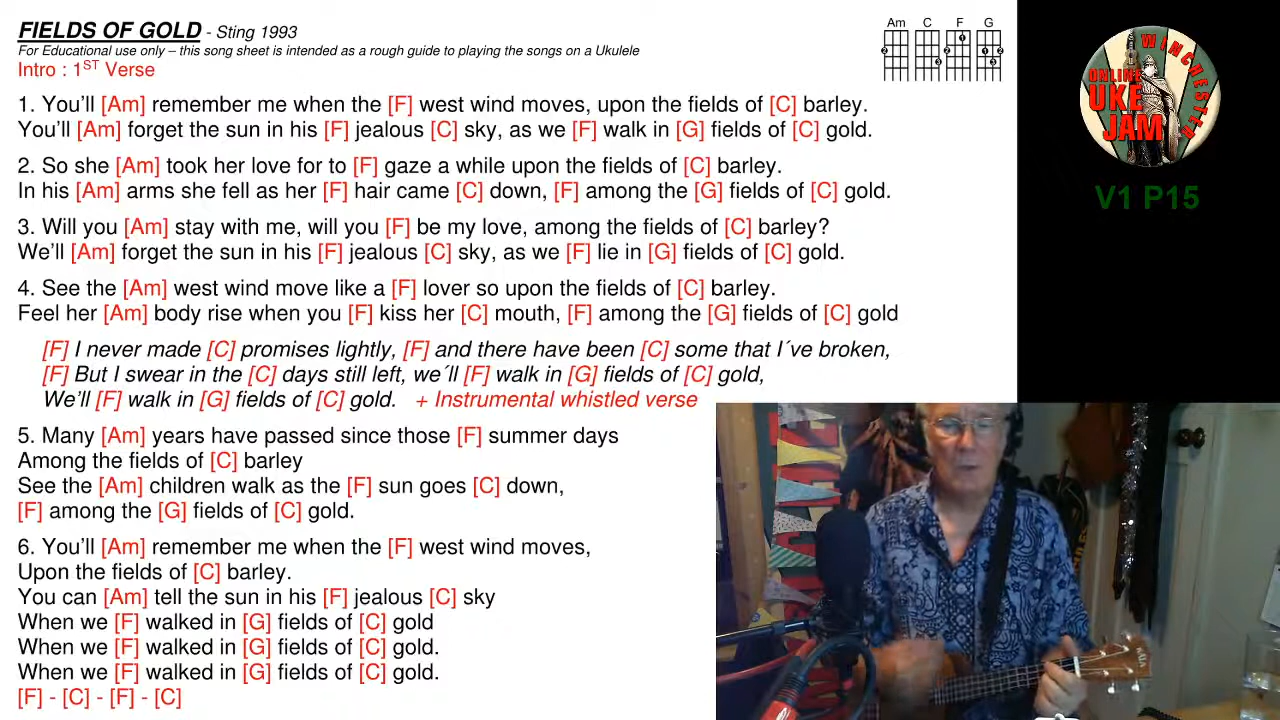 FIELDS OF GOLD - Sting 1993
For Educational use only – this song sheet is intended as a rough guide to playing the songs on a Ukulele
Intro : 1ST Verse
Am C F G
2 3 2 1 1 2 3
1. You'll [Am] remember me when the [F] west wind moves, upon the fields of [C] barley.
You'll [Am] forget the sun in his [F] jealous [C] sky, as we [F] walk in [G] fields of [C] gold.
2. So she [Am] took her love for to [F] gaze a while upon the fields of [C] barley.
In his [Am] arms she fell as her [F] hair came [C] down, [F] among the [G] fields of [C] gold.
3. Will you [Am] stay with me, will you [F] be my love, among the fields of [C] barley?
We'll [Am] forget the sun in his [F] jealous [C] sky, as we [F] lie in [G] fields of [C] gold.
4. See the [Am] west wind move like a [F] lover so upon the fields of [C] barley.
Feel her [Am] body rise when you [F] kiss her [C] mouth, [F] among the [G] fields of [C] gold
[F] I never made [C] promises lightly, [F] and there have been [C] some that I´ve broken,
[F] But I swear in the [C] days still left, we´ll [F] walk in [G] fields of [C] gold,
We'll [F] walk in [G] fields of [C] gold. + Instrumental whistled verse
5. Many [Am] years have passed since those [F] summer days
Among the fields of [C] barley
See the [Am] children walk as the [F] sun goes [C] down,
[F] among the [G] fields of [C] gold.
6. You'll [Am] remember me when the [F] west wind moves,
Upon the fields of [C] barley.
You can [Am] tell the sun in his [F] jealous [C] sky
When we [F] walked in [G] fields of [C] gold
When we [F] walked in [G] fields of [C] gold.
When we [F] walked in [G] fields of [C] gold.
[F] - [C] - [F] - [C]
WINCHESTER
ONLINE
UKE
JAM
V1 P15